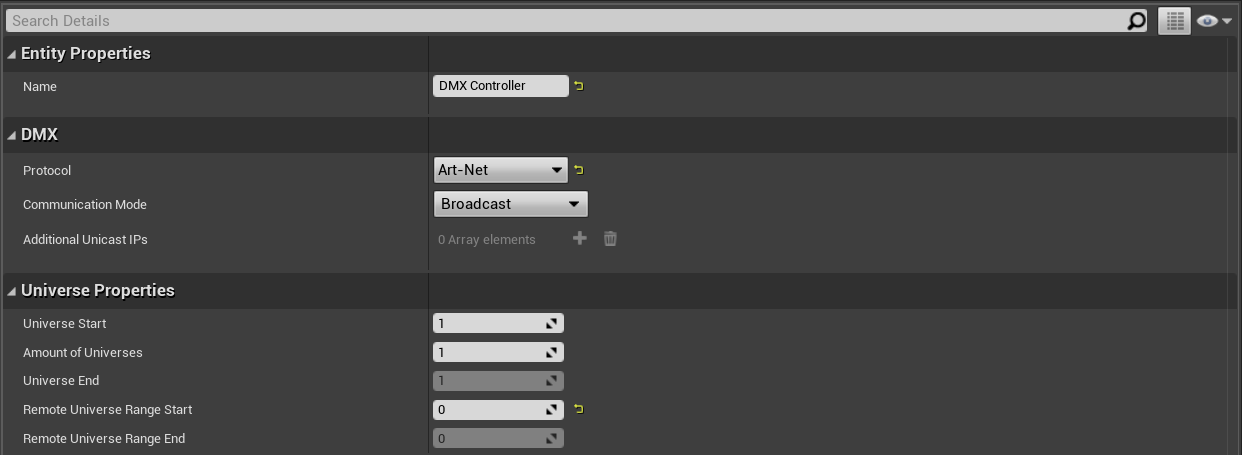 Search Details
Entity Properties
Name DMX Controller
DMX
Protocol Art-Net
Communication Mode Broadcast
Additional Unicast IPs 0 Array elements
Universe Properties
Universe Start 1
Amount of Universes 1
Universe End 1
Remote Universe Range Start 0
Remote Universe Range End 0